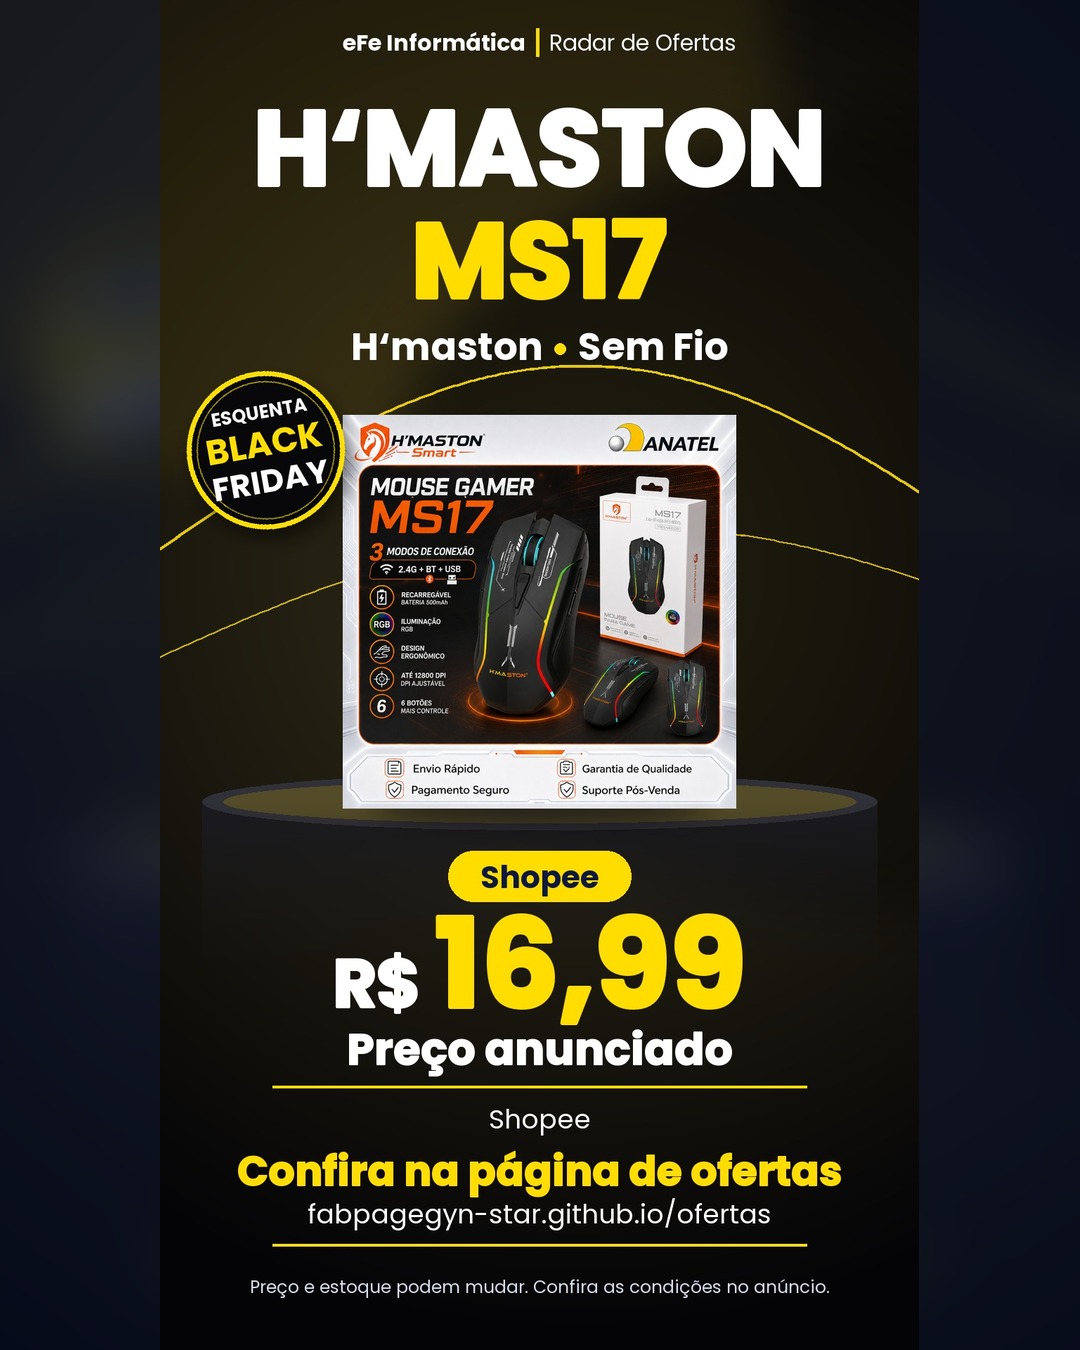 eFe Informática | Radar de Ofertas
H‘MASTON
MS17
H‘maston • Sem Fio
ESQUENTA
BLACK
FRIDAY
H'MASTON
Smart
ANATEL
MOUSE GAMER
MS17
3 MODOS DE CONEXÃO
2.4G + BT + USB
RECARREGÁVEL
BATERIA 500mAh
RGB
ILUMINAÇÃO
RGB
DESIGN
ERGONÔMICO
ATÉ 12800 DPI
DPI AJUSTÁVEL
6
6 BOTÕES
MAIS CONTROLE
H'MASTON
MS17
MOUSE
PARA GAME
Envio Rápido
Garantia de Qualidade
Pagamento Seguro
Suporte Pós-Venda
Shopee
R$ 16,99
Preço anunciado
Shopee
Confira na página de ofertas
fabpagegyn-star.github.io/ofertas
Preço e estoque podem mudar. Confira as condições no anúncio.